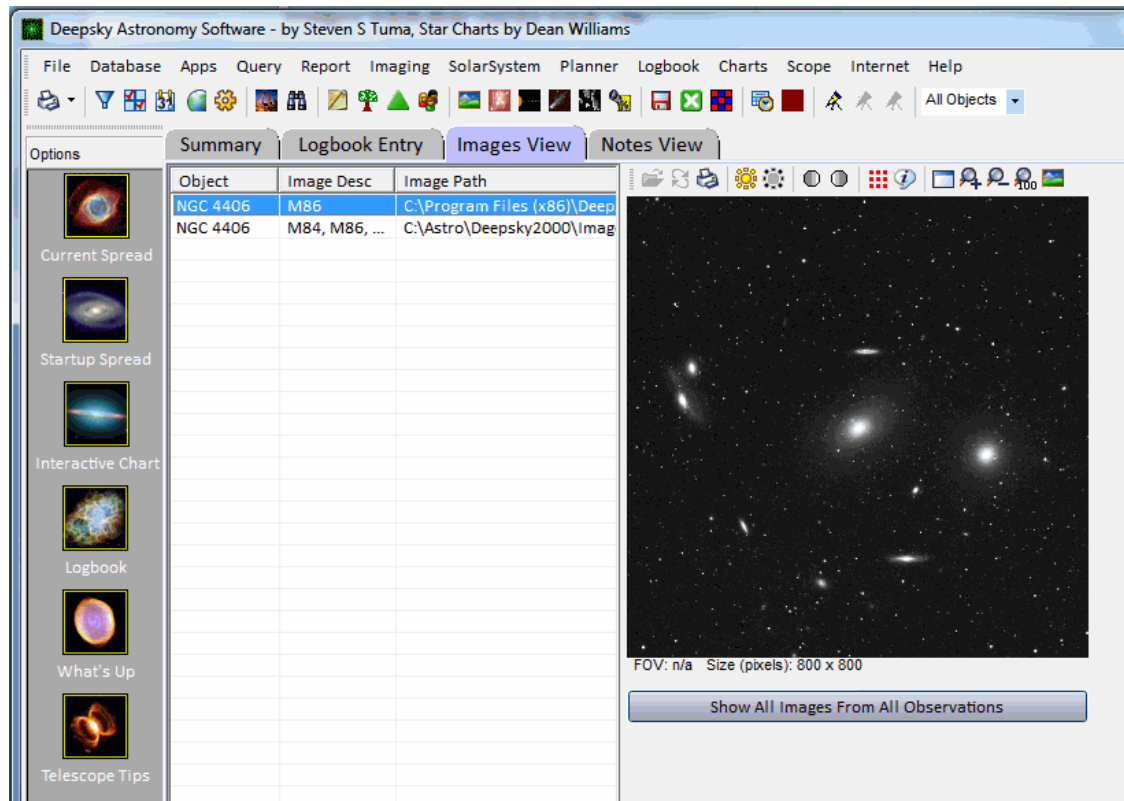 Deepsky Astronomy Software - by Steven S Tuma, Star Charts by Dean Williams
File Database Apps Query Report Imaging SolarSystem Planner Logbook Charts Scope Internet Help
31 All Objects
Options
Summary Logbook Entry Images View Notes View
Object Image Desc Image Path
100
NGC 4406 M86 C:\Program Files (x86)\Deep
NGC 4406 M84, M86, ... C:\Astro\Deepsky2000\Imag
Current Spread
Startup Spread
Interactive Chart
Logbook
What's Up
Telescope Tips
FOV: n/a Size (pixels): 800 x 800
Show All Images From All Observations